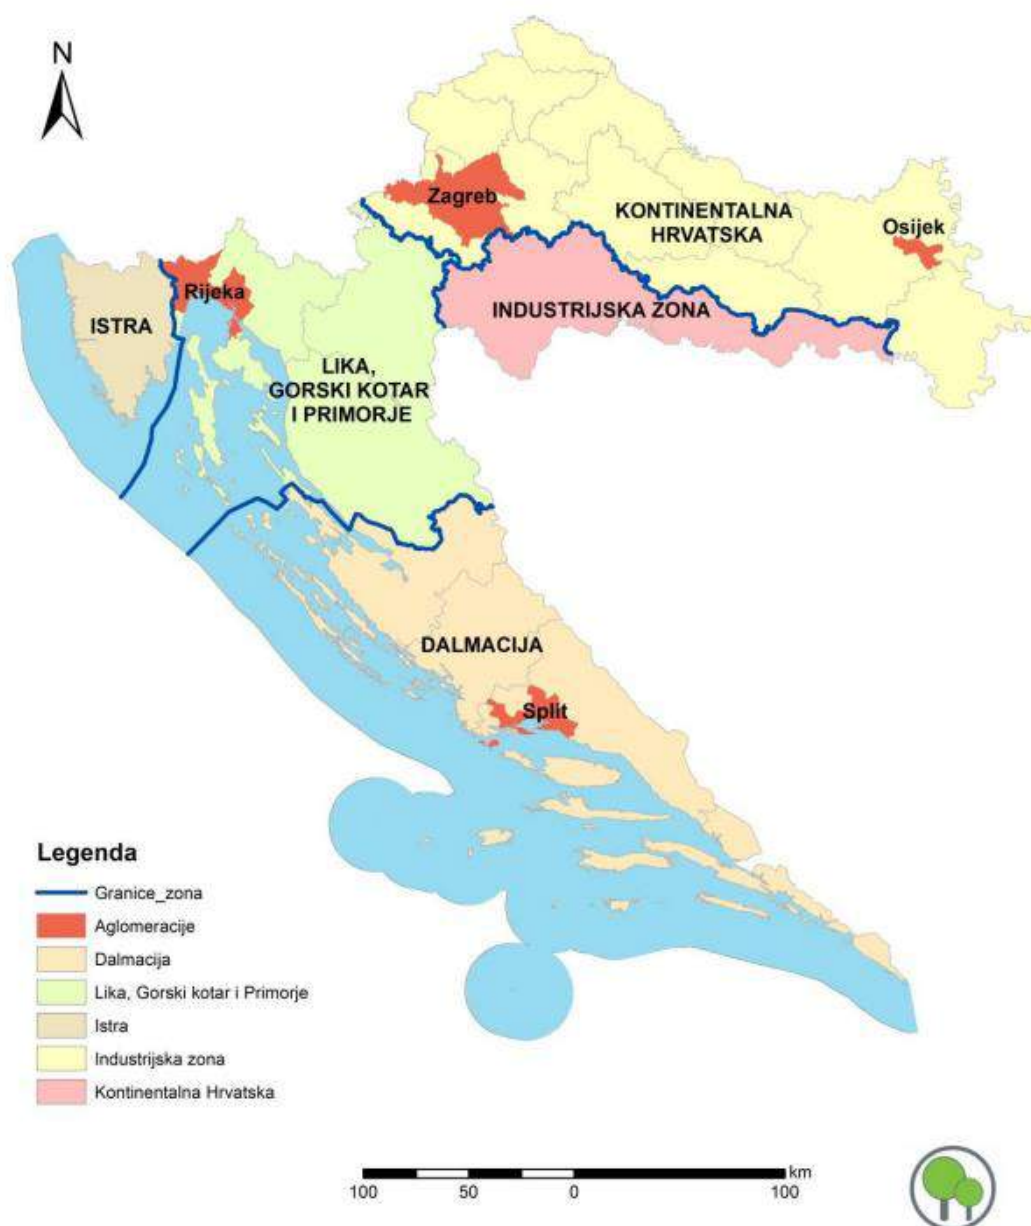 N
Zagreb
KONTINENTALNA
HRVATSKA
Osijek
Rijeka
ISTRA
INDUSTRIJSKA ZONA
LIKA,
GORSKI KOTAR
I PRIMORJE
DALMACIJA
Split
Legenda
Granice_zona
Aglomeracije
Dalmacija
Lika, Gorski kotar i Primorje
Istra
Industrijska zona
Kontinentalna Hrvatska
km
100 50 0 100